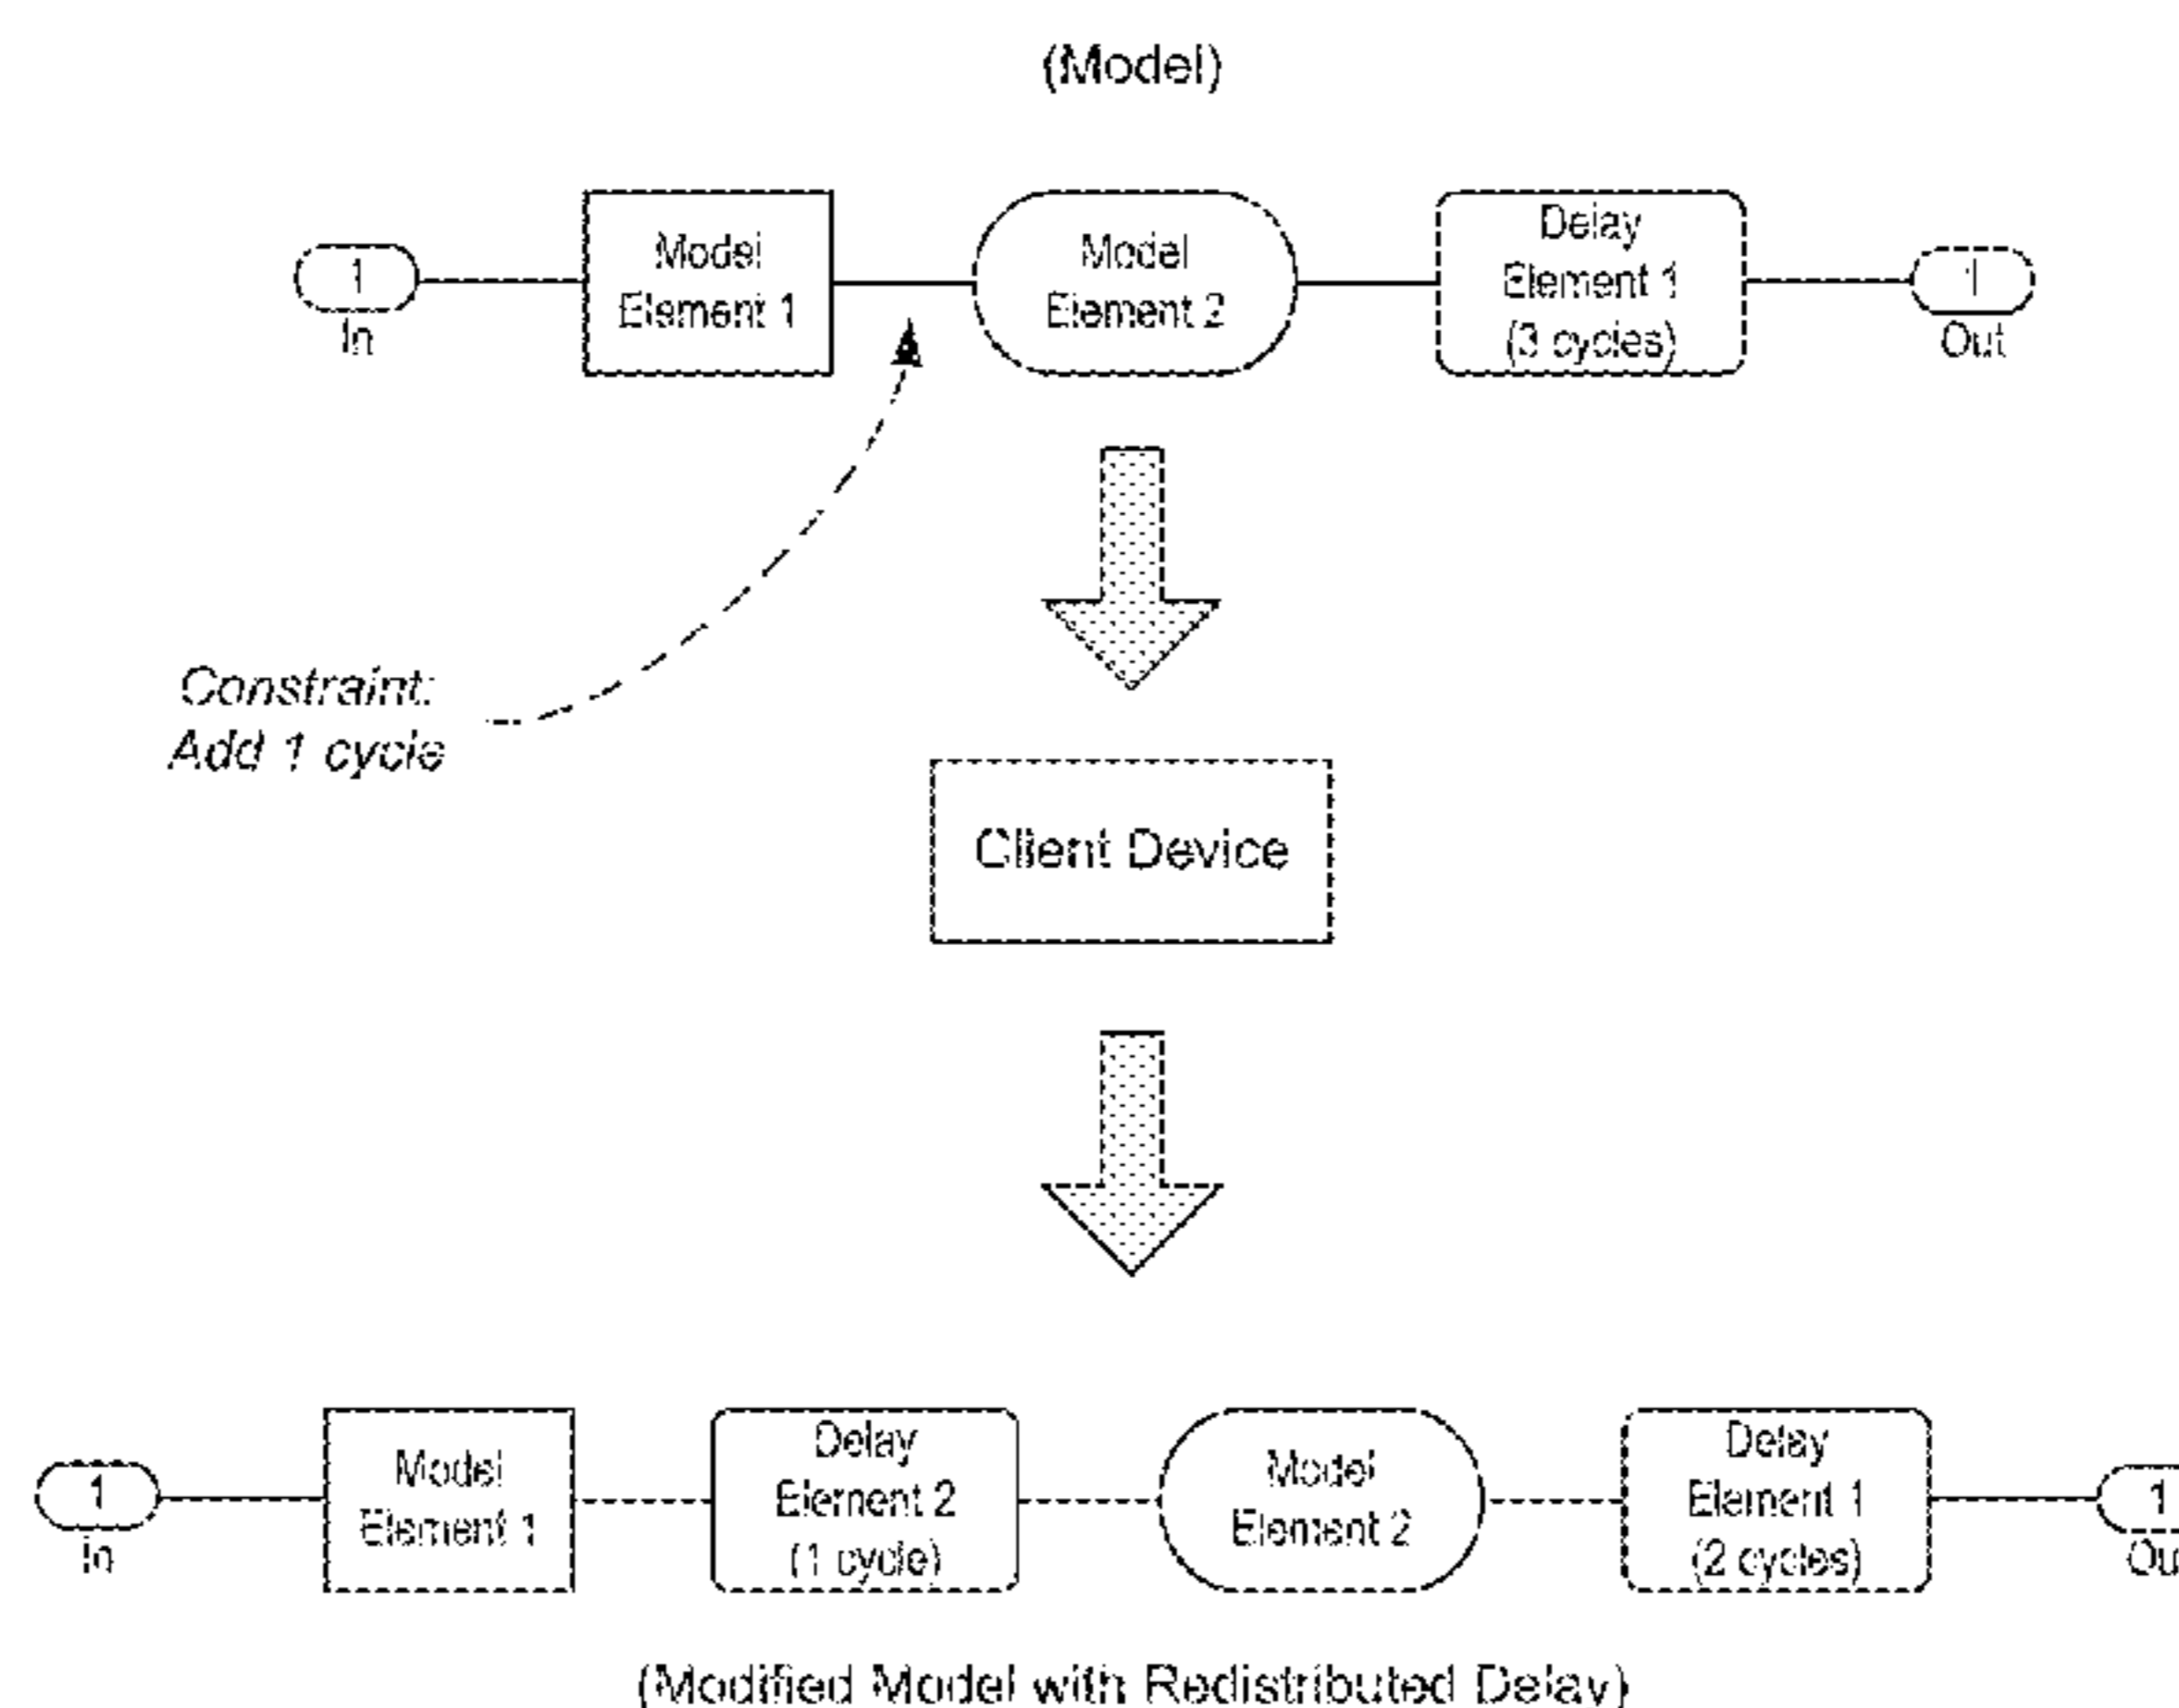 (Model)
1
In
Model
Element 1
Model
Element 2
Delay
Element 1
(3 cycles)
1
Out
Constraint:
Add 1 cycle
Client Device
1
In
Model
Element 1
Delay
Element 2
(1 cycle)
Model
Element 2
Delay
Element 1
(2 cycles)
1
Ou
(Modified Model with Redistributed Delay)